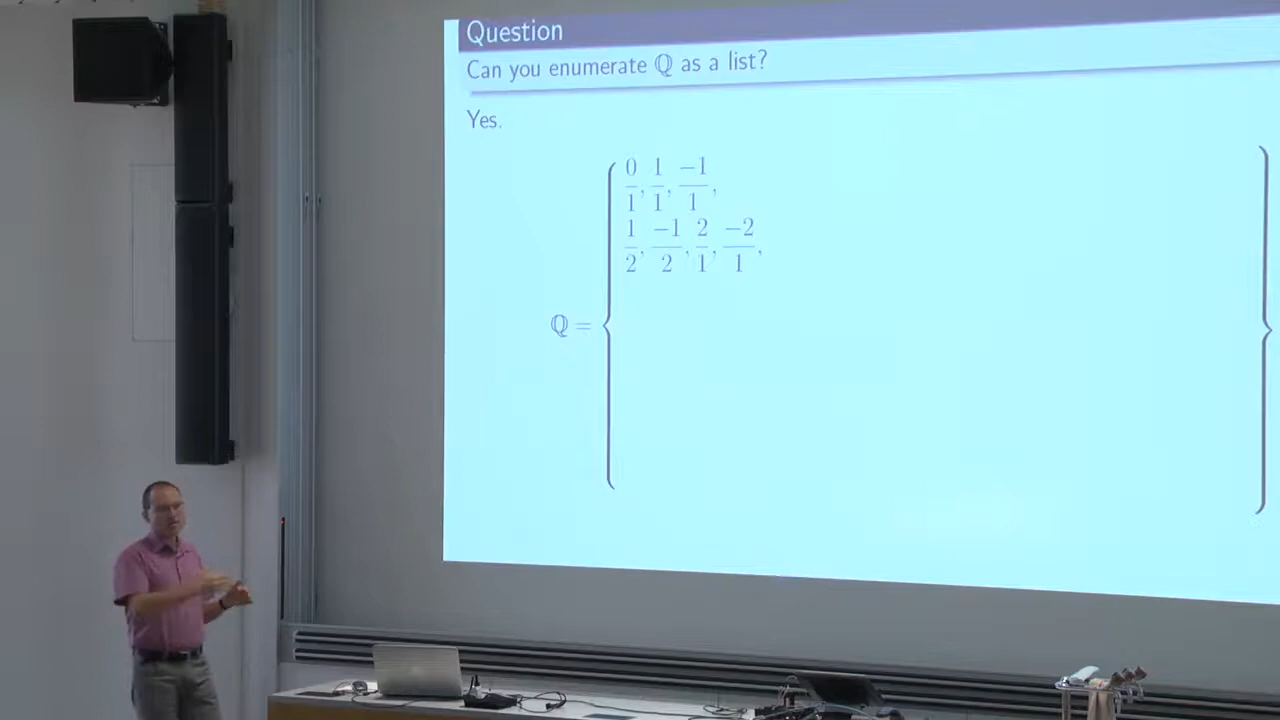 Question
Can you enumerate ℚ as a list?
Yes.
ℚ = { 0/1, 1/1, -1/1,
1/2, -1/2, 2/1, -2/1, }